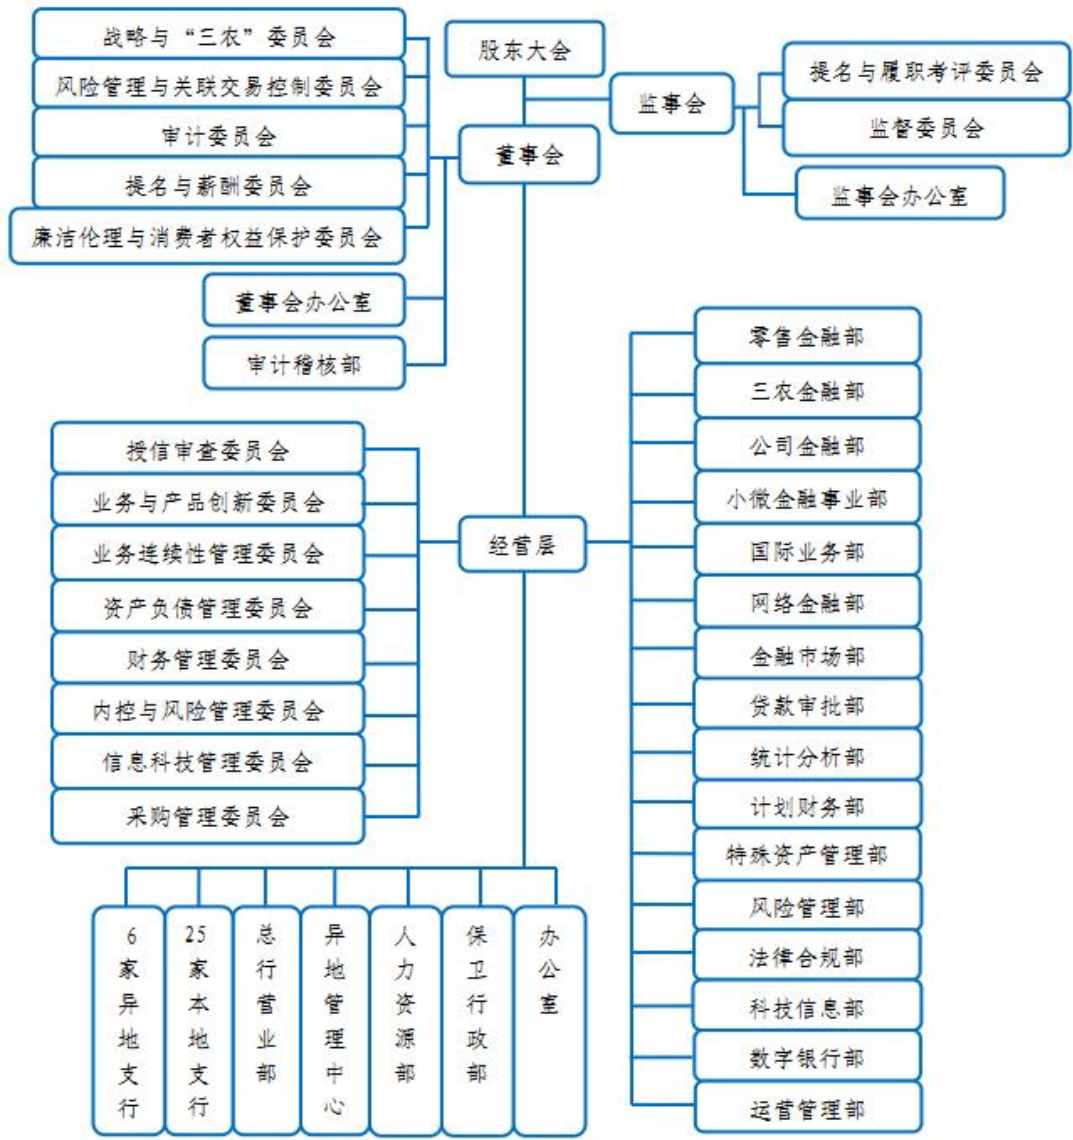 股东大会
监事会
提名与履职考评委员会
监督委员会
监事会办公室
董事会
战略与“三农”委员会
风险管理与关联交易控制委员会
审计委员会
提名与薪酬委员会
廉洁伦理与消费者权益保护委员会
董事会办公室
审计稽核部
经营层
授信审查委员会
业务与产品创新委员会
业务连续性管理委员会
资产负债管理委员会
财务管理委员会
内控与风险管理委员会
信息科技管理委员会
采购管理委员会
零售金融部
三农金融部
公司金融部
小微金融事业部
国际业务部
网络金融部
金融市场部
贷款审批部
统计分析部
计划财务部
特殊资产管理部
风险管理部
法律合规部
科技信息部
数字银行部
运营管理部
6家异地支行
25家本地支行
总行营业部
异地管理中心
人力资源部
保卫行政部
办公室